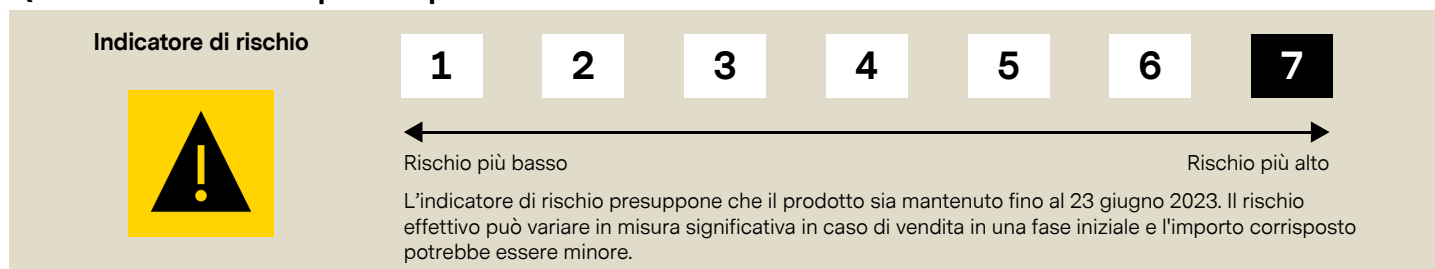 Indicatore di rischio
1 2 3 4 5 6 7
Rischio più basso Rischio più alto
L'indicatore di rischio presuppone che il prodotto sia mantenuto fino al 23 giugno 2023. Il rischio
effettivo può variare in misura significativa in caso di vendita in una fase iniziale e l'importo corrisposto
potrebbe essere minore.